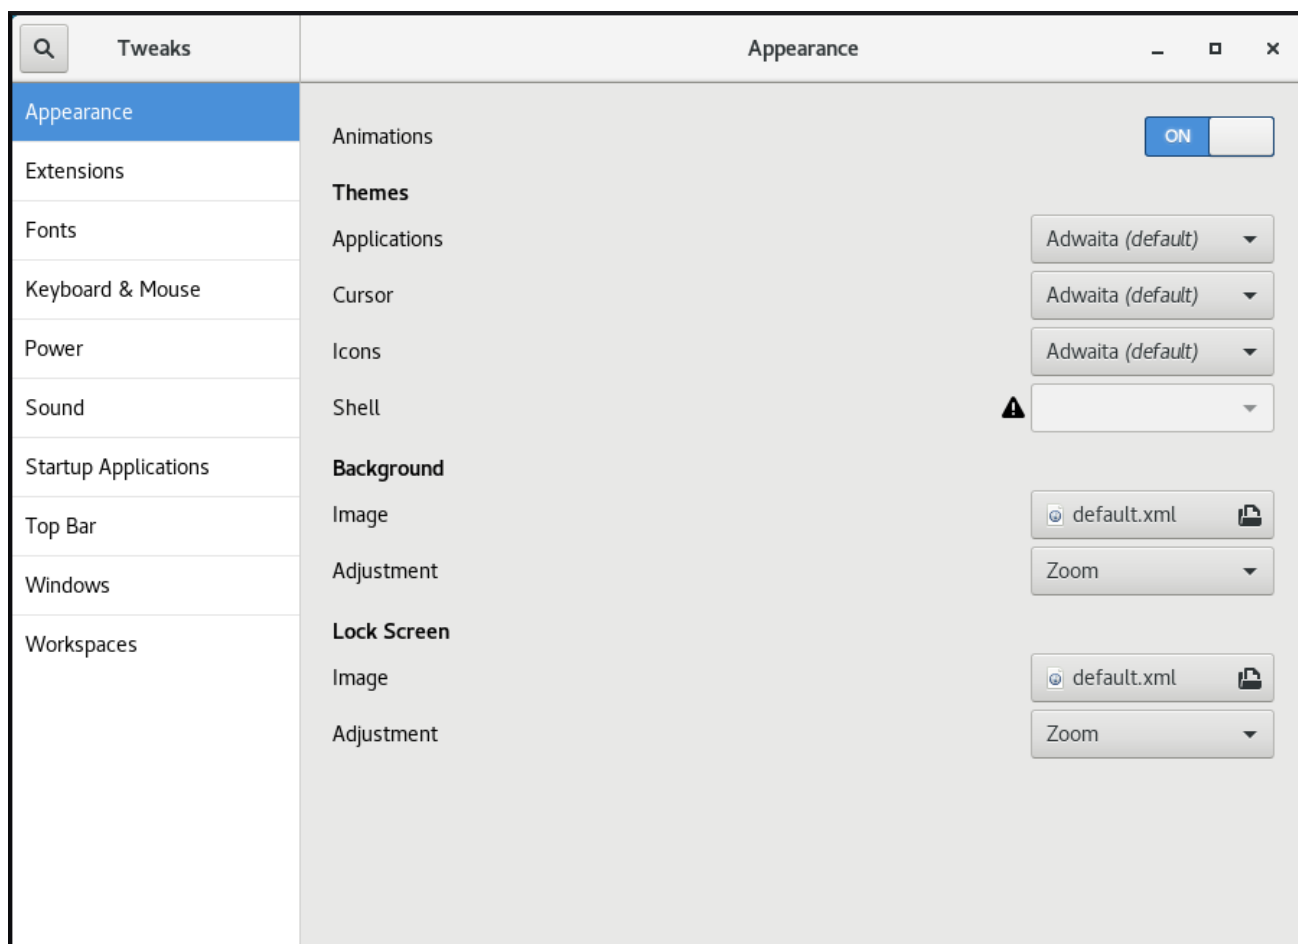 Tweaks
Appearance
Appearance
Extensions
Fonts
Keyboard & Mouse
Power
Sound
Startup Applications
Top Bar
Windows
Workspaces
Animations ON
Themes
Applications Adwaita (default)
Cursor Adwaita (default)
Icons Adwaita (default)
Shell
Background
Image default.xml
Adjustment Zoom
Lock Screen
Image default.xml
Adjustment Zoom